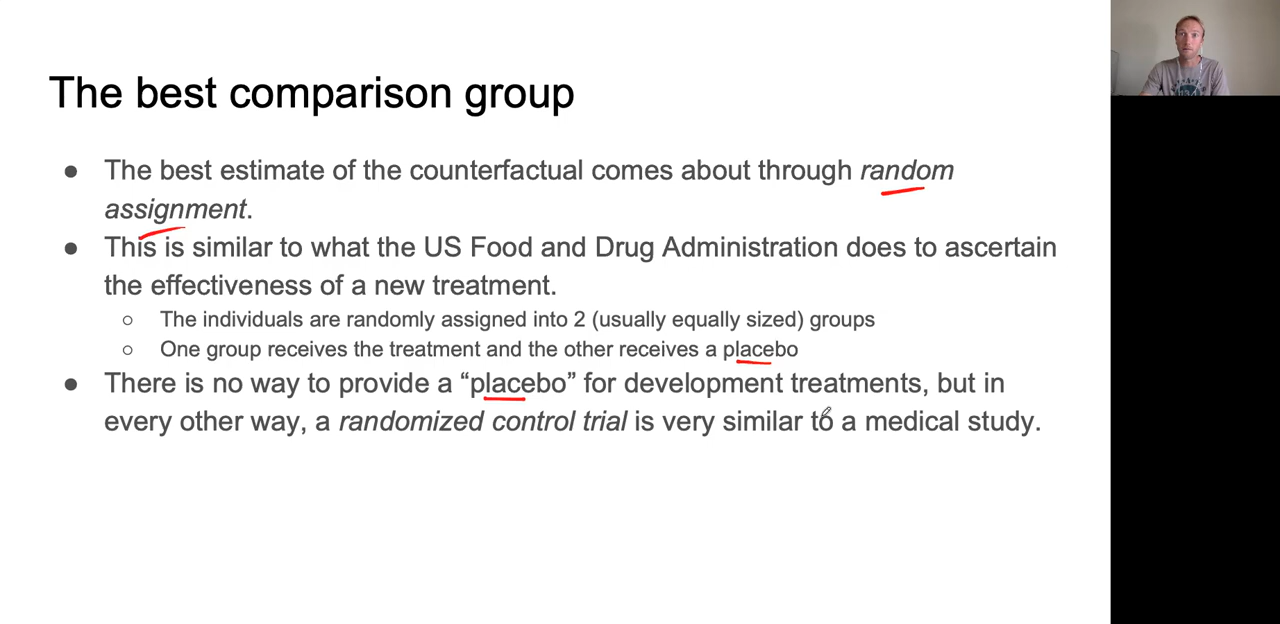 The best comparison group
● The best estimate of the counterfactual comes about through random
assignment.
● This is similar to what the US Food and Drug Administration does to ascertain
the effectiveness of a new treatment.
○ The individuals are randomly assigned into 2 (usually equally sized) groups
○ One group receives the treatment and the other receives a placebo
● There is no way to provide a “placebo” for development treatments, but in
every other way, a randomized control trial is very similar to a medical study.